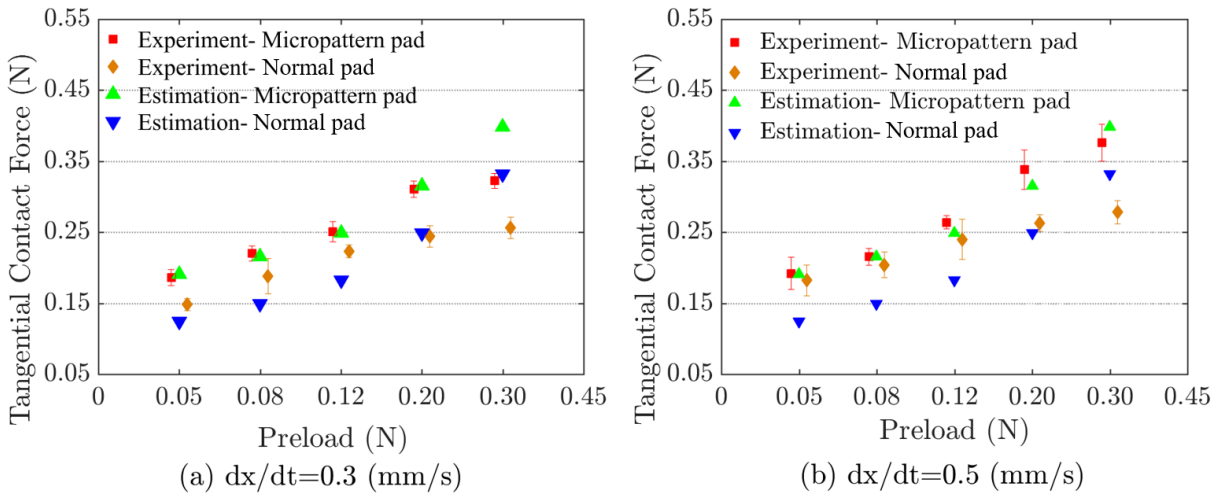 Tangential Contact Force (N)
0.55
0.45
0.35
0.25
0.15
0.05
Experiment- Micropattern pad
Experiment- Normal pad
Estimation- Micropattern pad
Estimation- Normal pad
0 0.05 0.08 0.12 0.20 0.30 0.45
Preload (N)
(a) dx/dt=0.3 (mm/s)
Tangential Contact Force (N)
0.55
0.45
0.35
0.25
0.15
0.05
Experiment- Micropattern pad
Experiment- Normal pad
Estimation- Micropattern pad
Estimation- Normal pad
0 0.05 0.08 0.12 0.20 0.30 0.45
Preload (N)
(b) dx/dt=0.5 (mm/s)